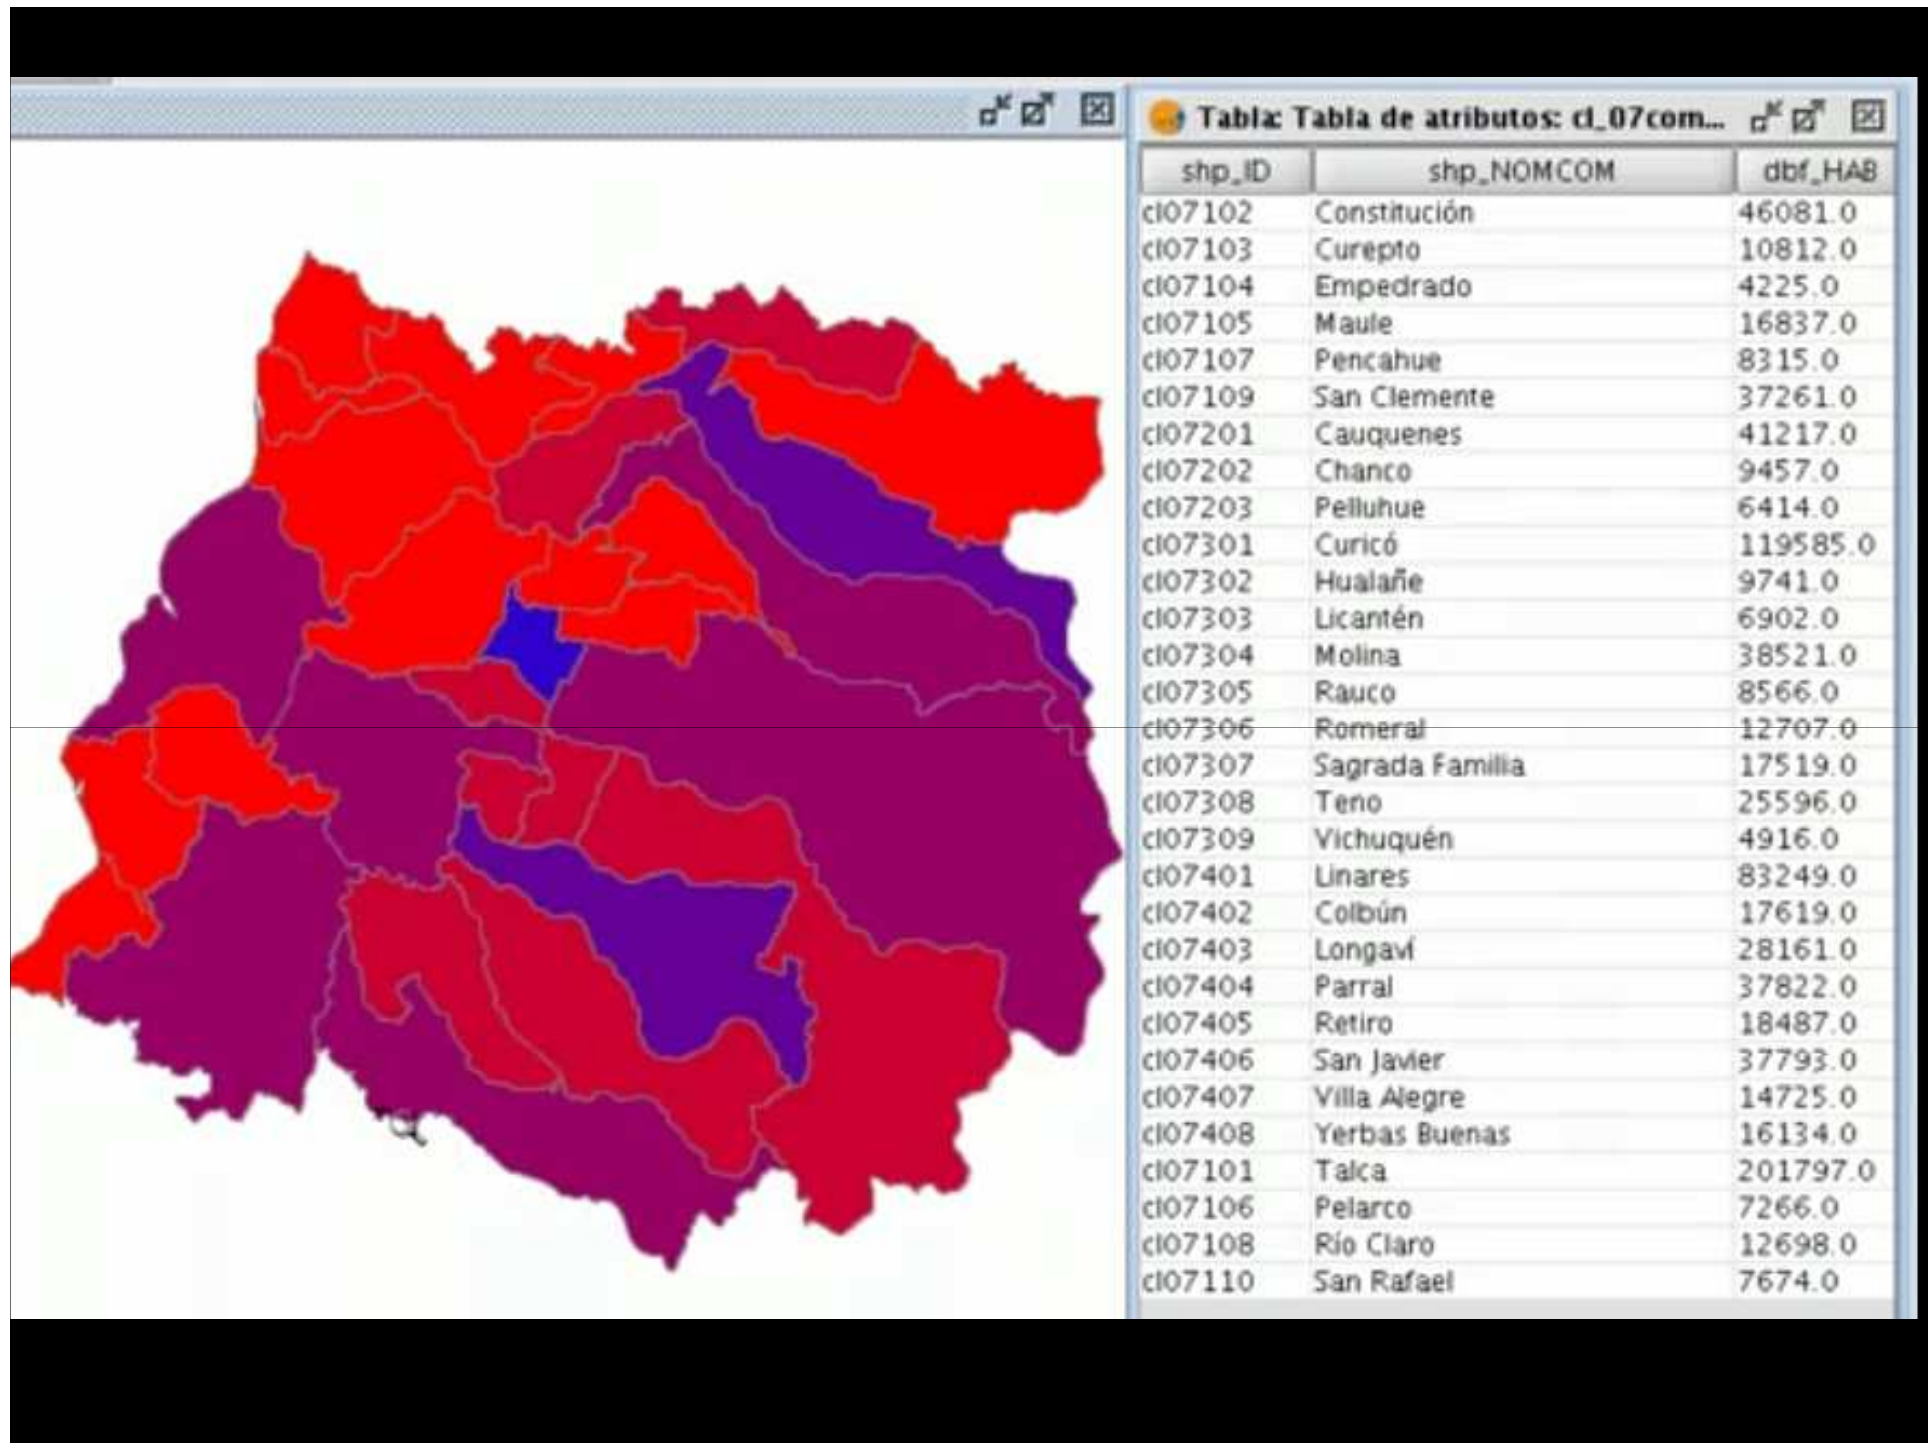 Tabla: Tabla de atributos: cl_07com...
shp_ID shp_NOMCOM dbf_HAB
cl07102 Constitución 46081.0
cl07103 Curepto 10812.0
cl07104 Empedrado 4225.0
cl07105 Maule 16837.0
cl07107 Pencahue 8315.0
cl07109 San Clemente 37261.0
cl07201 Cauquenes 41217.0
cl07202 Chanco 9457.0
cl07203 Pelluhue 6414.0
cl07301 Curicó 119585.0
cl07302 Hualañe 9741.0
cl07303 Licantén 6902.0
cl07304 Molina 38521.0
cl07305 Rauco 8566.0
cl07306 Romeral 12707.0
cl07307 Sagrada Familia 17519.0
cl07308 Teno 25596.0
cl07309 Vichuquén 4916.0
cl07401 Linares 83249.0
cl07402 Colbún 17619.0
cl07403 Longaví 28161.0
cl07404 Parral 37822.0
cl07405 Retiro 18487.0
cl07406 San Javier 37793.0
cl07407 Villa Alegre 14725.0
cl07408 Yerbas Buenas 16134.0
cl07101 Talca 201797.0
cl07106 Pelarco 7266.0
cl07108 Río Claro 12698.0
cl07110 San Rafael 7674.0